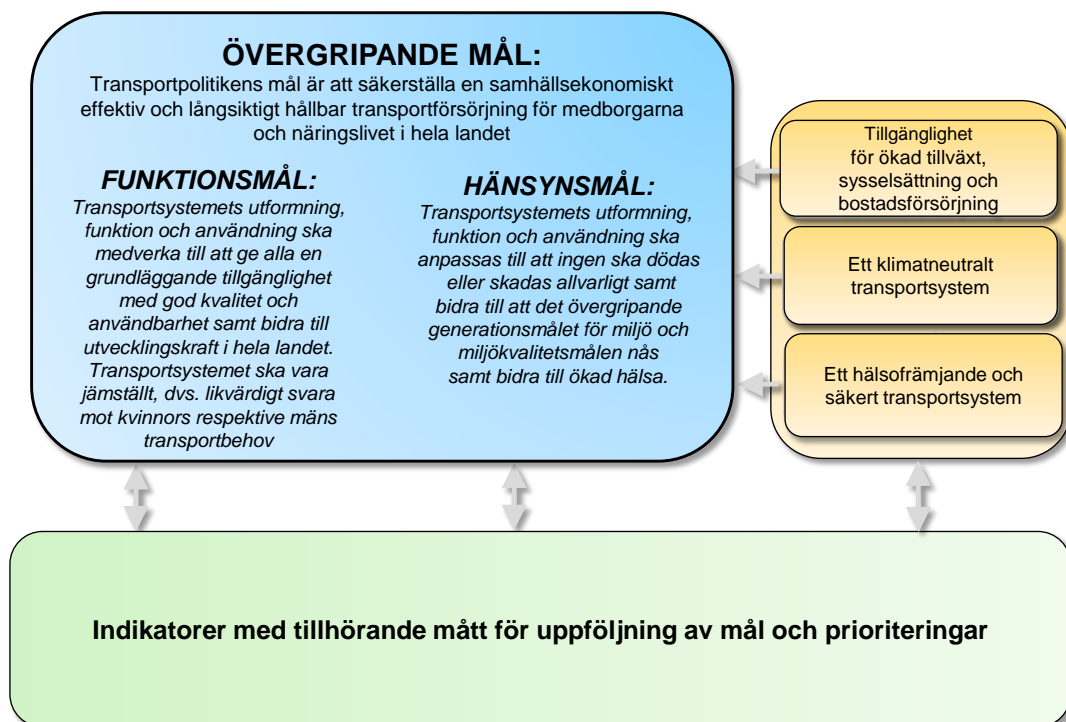 ÖVERGRIPANDE MÅL:
Transportpolitikens mål är att säkerställa en samhällsekonomiskt
effektiv och långsiktigt hållbar transportförsörjning för medborgarna
och näringslivet i hela landet
FUNKTIONSMÅL:
Transportsystemets utformning,
funktion och användning ska
medverka till att ge alla en
grundläggande tillgänglighet
med god kvalitet och
användbarhet samt bidra till
utvecklingskraft i hela landet.
Transportsystemet ska vara
jämställt, dvs. likvärdigt svara
mot kvinnors respektive mäns
transportbehov
HÄNSYNSMÅL:
Transportsystemets utformning,
funktion och användning ska
anpassas till att ingen ska dödas
eller skadas allvarligt samt
bidra till att det övergripande
generationsmålet för miljö och
miljökvalitetsmålen nås
samt bidra till ökad hälsa.
Tillgänglighet
för ökad tillväxt,
sysselsättning och
bostadsförsörjning
Ett klimatneutralt
transportsystem
Ett hälsofrämjande och
säkert transportsystem
Indikatorer med tillhörande mått för uppföljning av mål och prioriteringar